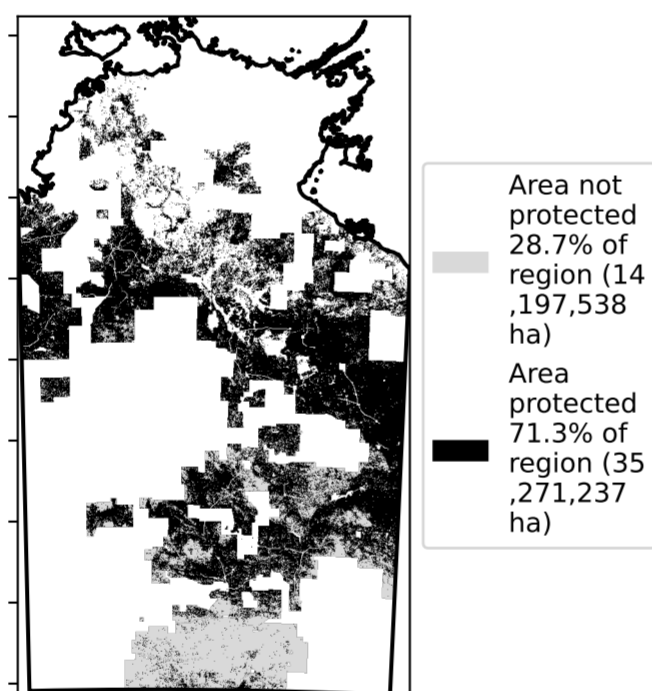 Area not
protected
28.7% of
region (14
,197,538
ha)
Area
protected
71.3% of
region (35
,271,237
ha)